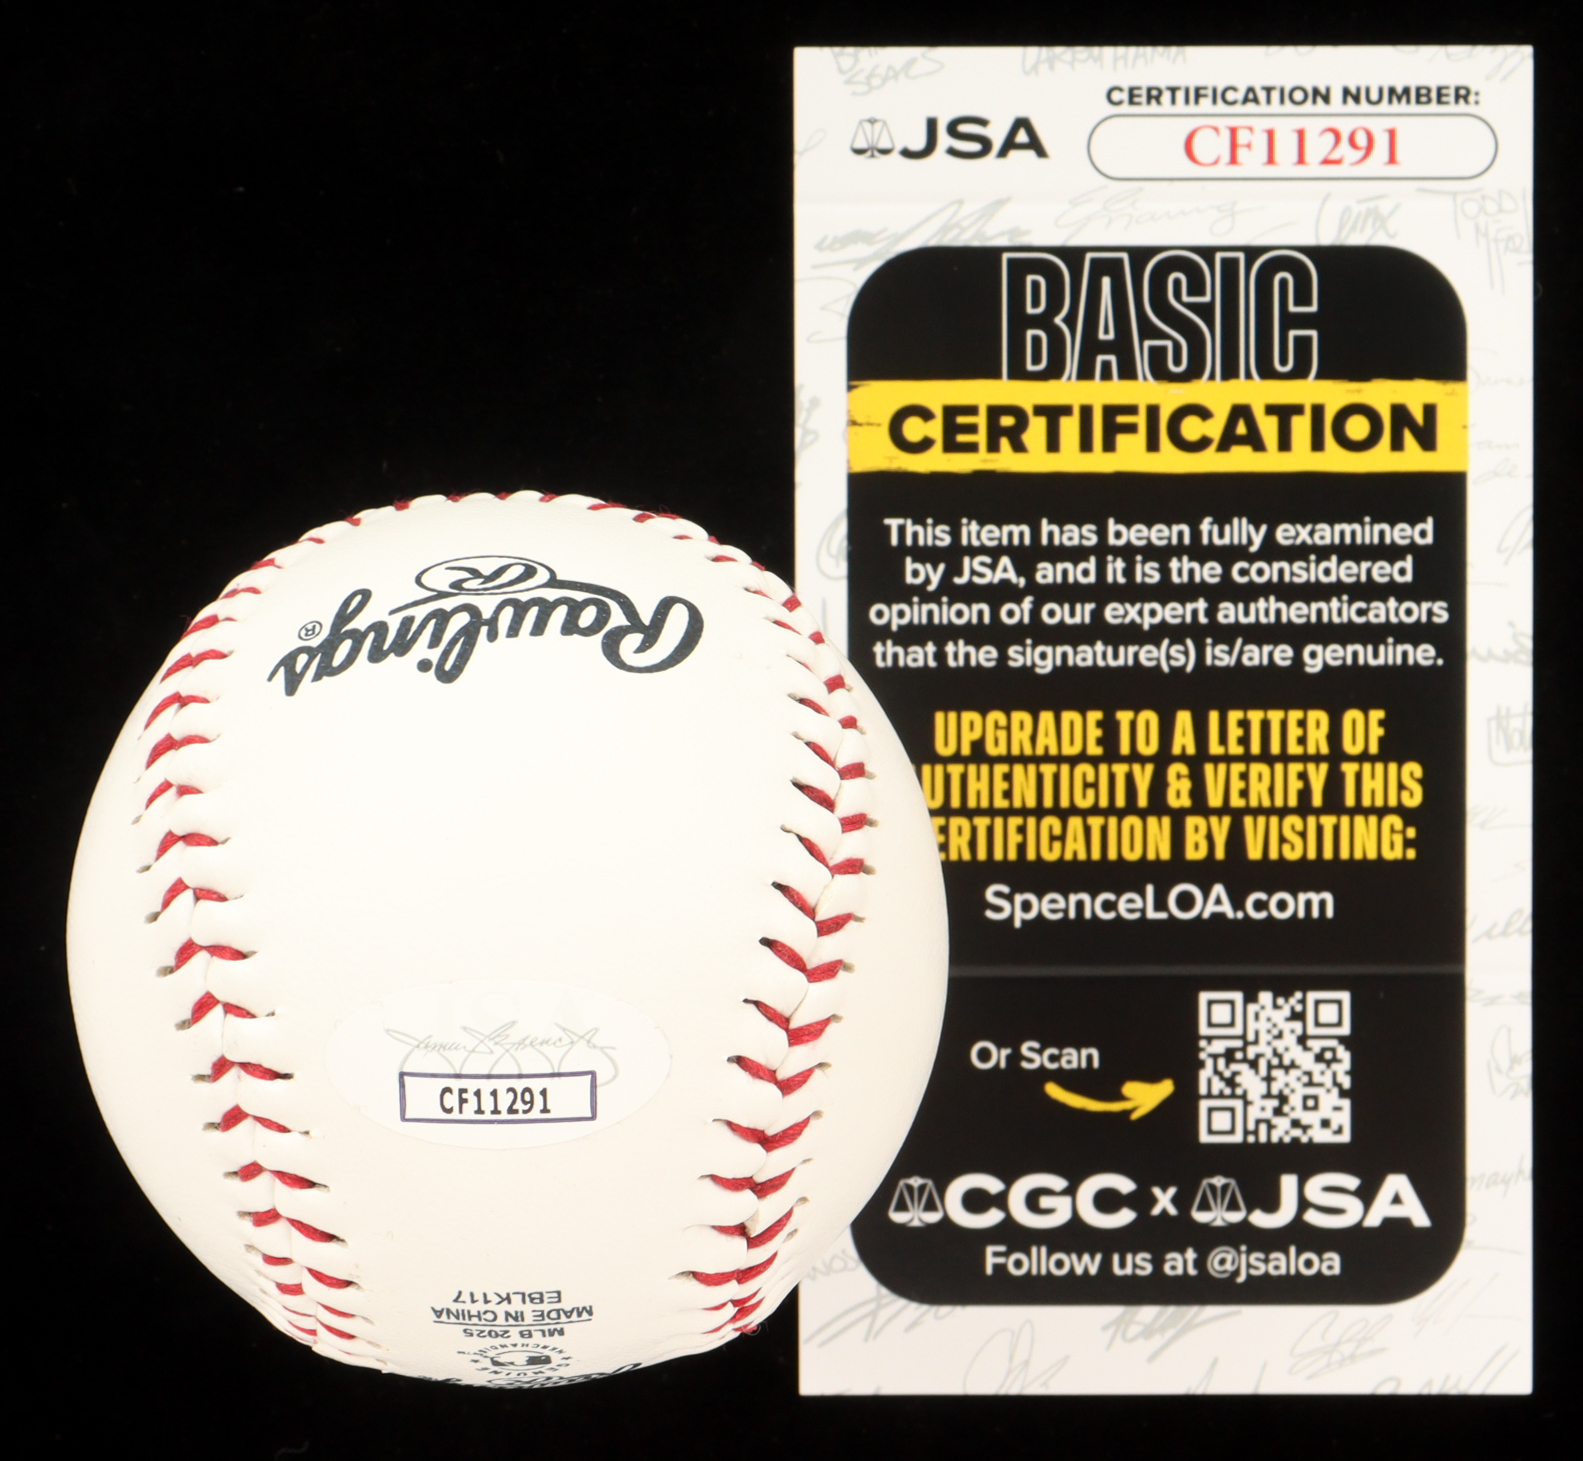 JSA
CERTIFICATION NUMBER:
CF11291
BASIC
CERTIFICATION
This item has been fully examined
by JSA, and it is the considered
opinion of our expert authenticators
that the signature(s) is/are genuine.
UPGRADE TO A LETTER OF
UTHENTICITY & VERIFY THIS
ERTIFICATION BY VISITING:
SpenceLOA.com
Or Scan
CGC x JSA
Follow us at @jsaloa
R
Rawlings®
CF11291
GENUINE
MERCHANDISE
MLB 2025
MADE IN CHINA
EBLK117